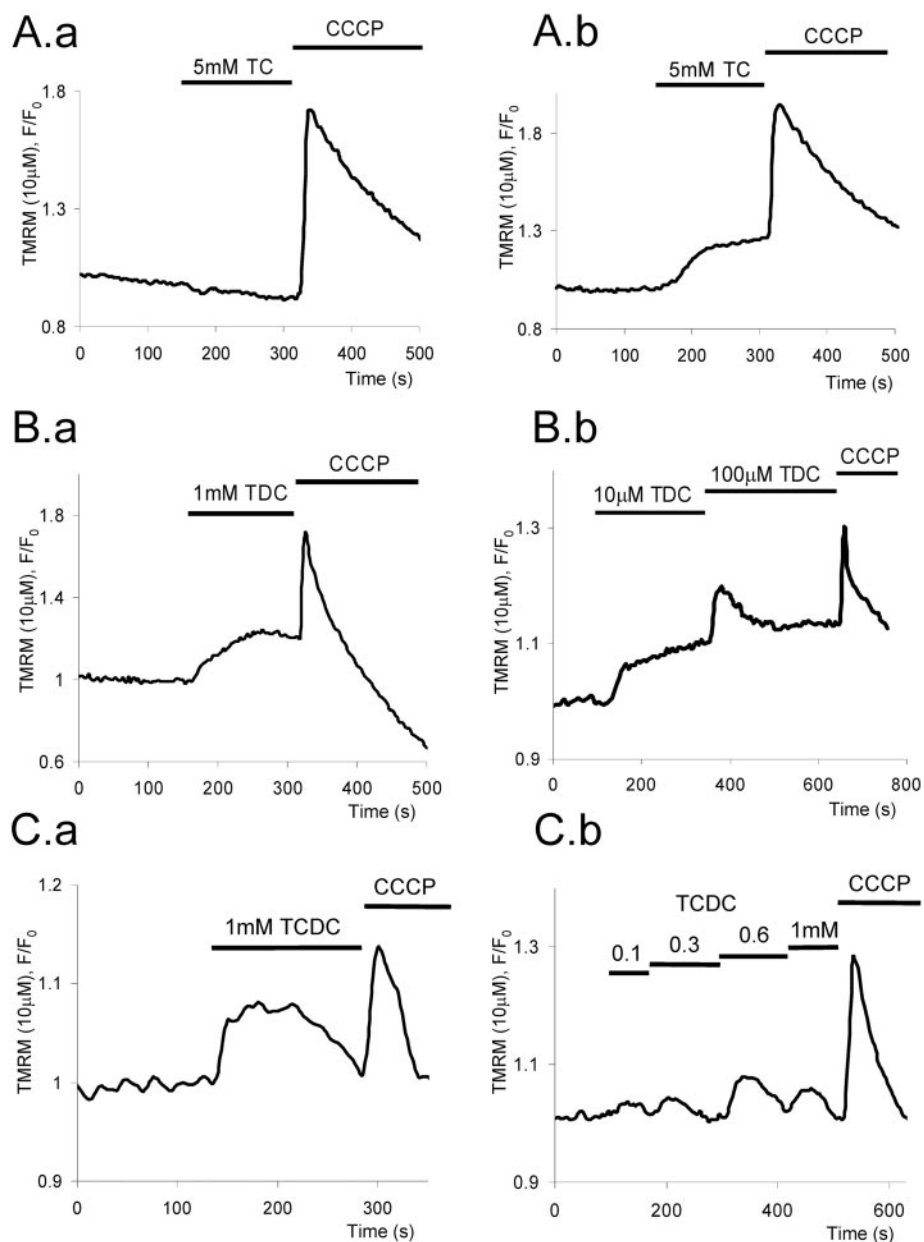 A.a
CCCP
5mM TC
TMRM (10μM), F/F0
1.8
1.3
0.8
0 100 200 300 400 500
Time (s)
A.b
CCCP
5mM TC
TMRM (10μM), F/F0
1.8
1.3
0.8
0 100 200 300 400 500
Time (s)
B.a
CCCP
1mM TDC
TMRM (10μM), F/F0
1.8
1.4
1
0.6
0 100 200 300 400 500
Time (s)
B.b
CCCP
100μM TDC
10μM TDC
TMRM (10μM), F/F0
1.3
1.1
0.9
0 200 400 600 800
Time (s)
C.a
CCCP
1mM TCDC
TMRM (10μM), F/F0
1.2
1.1
1
0.9
0 100 200 300
Time (s)
C.b
CCCP
TCDC
0.1 0.3 0.6 1mM
TMRM (10μM), F/F0
1.3
1.1
0.9
0 200 400 600
Time (s)